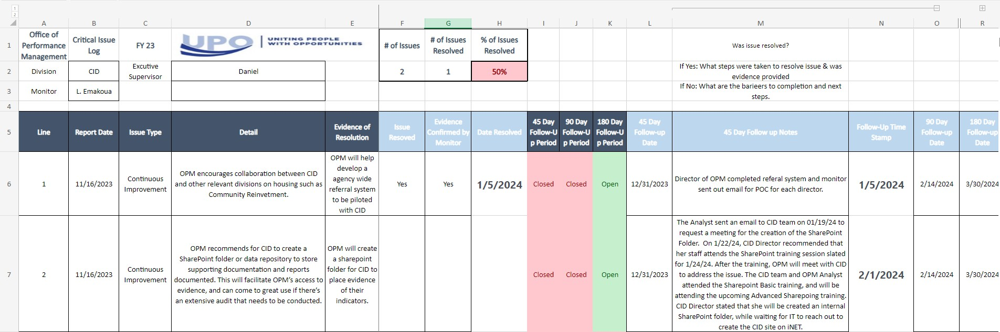 1
2
A B C D E F G H I J K L M N O R
1
Office of
Performance
Management
Critical Issue
Log
FY 23
UPO
UNITING PEOPLE
WITH OPPORTUNITIES
# of Issues
# of Issues
Resolved
% of Issues
Resolved
Was issue resolved?
2
Division
CID
Excutive
Supervisor
Daniel
2
1
50%
If Yes: What steps were taken to resolve issue & was
evidence provided
3
Monitor
L. Emakoua
If No: What are the barieers to completion and next
steps.
4
5
Line
Report Date
Issue Type
Detail
Evidence of
Resolution
Issue
Resoved
Evidence
Confirmed by
Monitor
Date Resolved
45 Day
Follow-U
p Period
90 Day
Follow-U
p Period
180 Day
Follow-U
p Period
45 Day
Follow-up
Date
45 Day Follow up Notes
Follow-Up Time
Stamp
90 Day
Follow-up
Date
180 Day
Follow-up
Date
6
1
11/16/2023
Continuous
Improvement
OPM encourages collaboration between CID
and other relevant divisions on housing such as
Community Reinvetment.
OPM will help
develop a
agency wide
referral system
to be piloted
with CID
Yes
Yes
1/5/2024
Closed
Closed
Open
12/31/2023
Director of OPM completed referal system and monitor
sent out email for POC for each director.
1/5/2024
2/14/2024
3/30/2024
7
2
11/16/2023
Continuous
Improvement
OPM recommends for CID to create a
SharePoint folder or data repository to store
supporting documentation and reports
documented. This will facilitate OPM's access to
evidence, and can come to great use if there's
an extensive audit that needs to be conducted.
OPM will create
a sharepoint
folder for CID to
place evidence
of their
indicators.
Closed
Closed
Open
12/31/2023
The Analyst sent an email to CID team on 01/19/24 to
request a meeting for the creation of the SharePoint
Folder. On 1/22/24, CID Director recommended that
her staff attends the SharePoint training session slated
for 1/24/24. After the training, OPM will meet with CID
to address the issue. The CID team and OPM Analyst
attended the Sharepoint Basic training, and will be
attending the upcoming Advanced Sharepoing training.
CID Director stated that she will be created an internal
SharePoint folder, while waiting for IT to reach out to
create the CID site on iNET.
2/1/2024
2/14/2024
3/30/2024